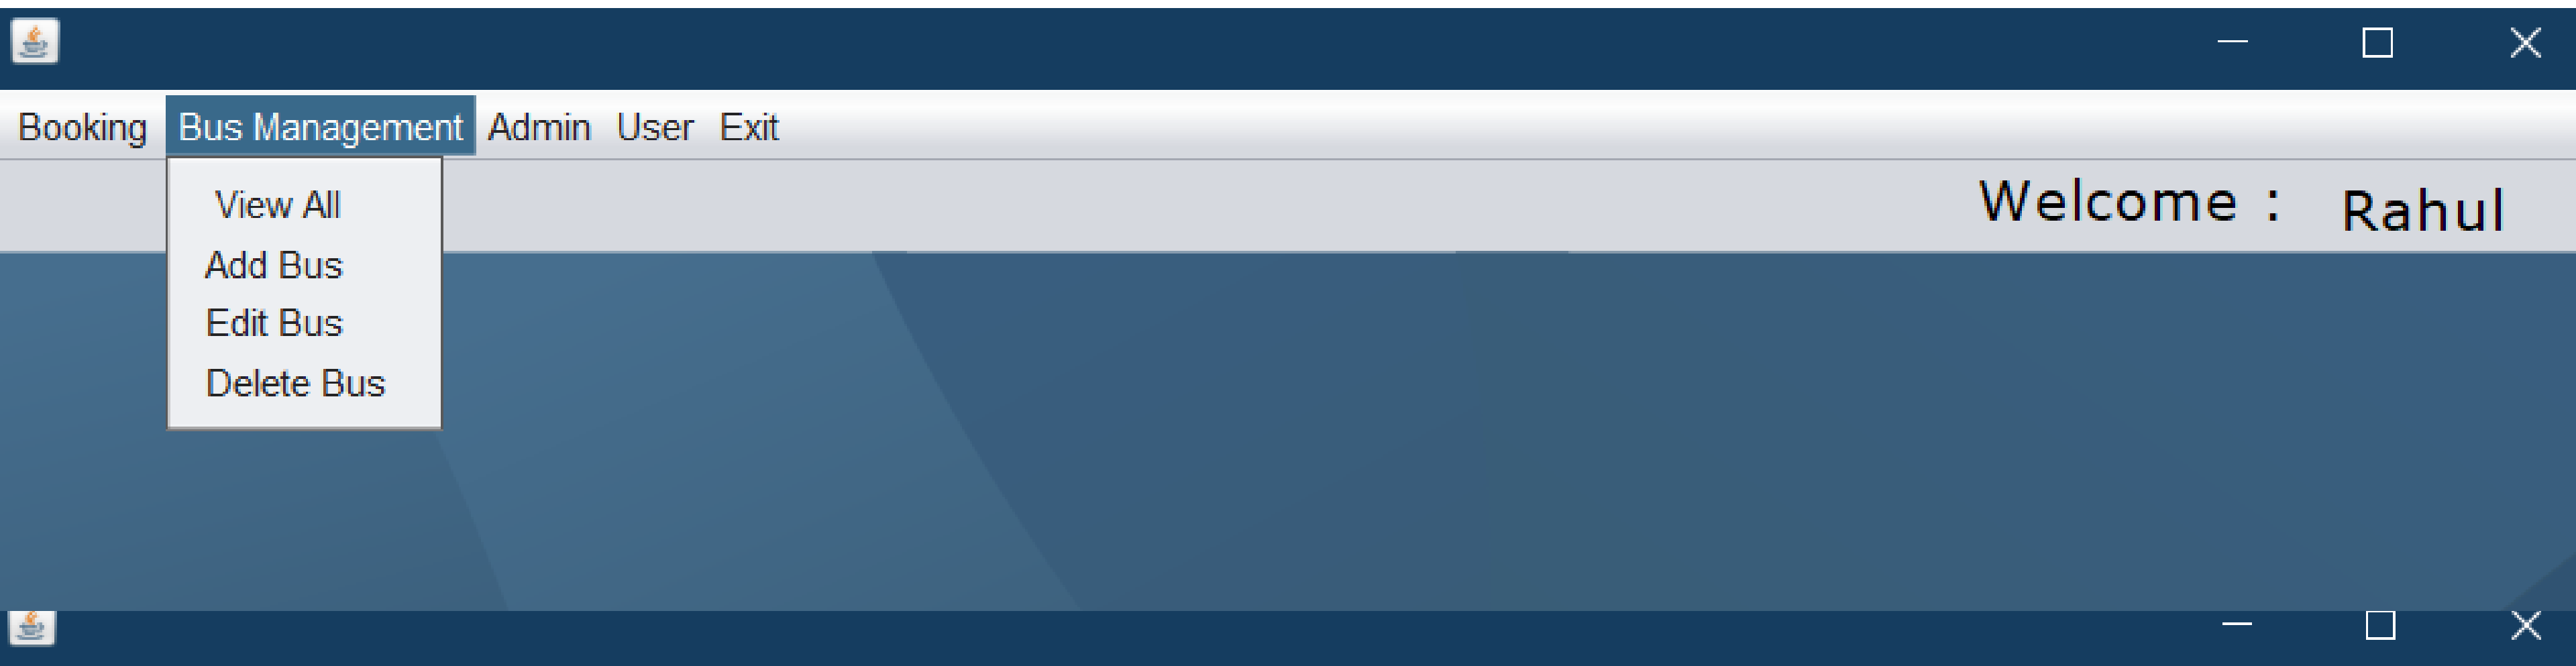 Booking Bus Management Admin User Exit
Welcome : Rahul
View All
Add Bus
Edit Bus
Delete Bus